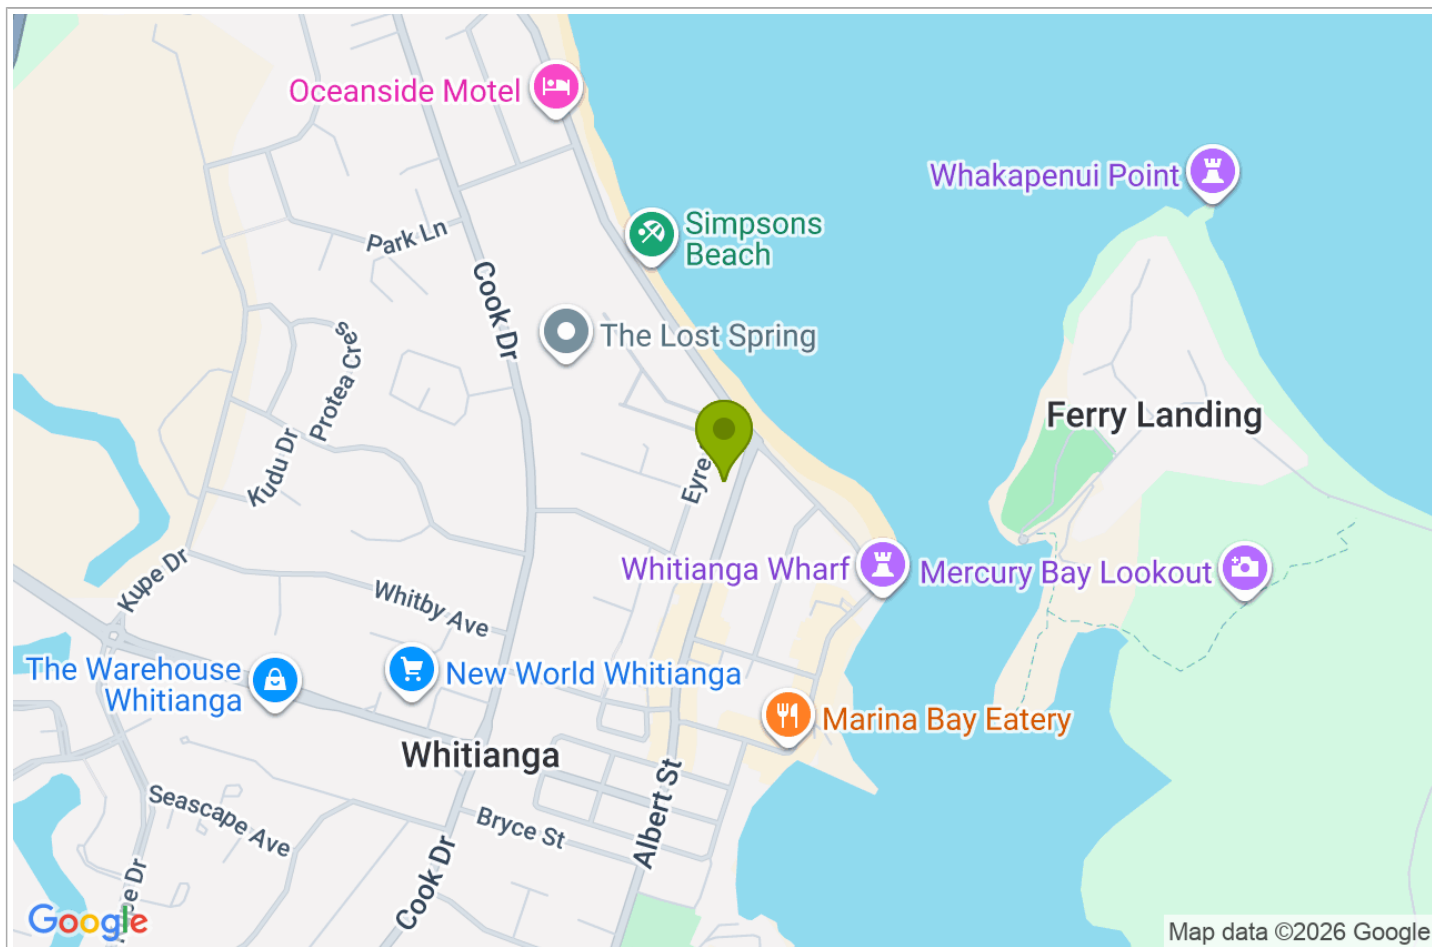 Oceanside Motel
Whakapenui Point
Simpsons
Beach
Park Ln
Cook Dr
The Lost Spring
Protea Cres
Ferry Landing
Kudu Dr
Eyre
Whitianga Wharf
Mercury Bay Lookout
Kupe Dr
Whitby Ave
The Warehouse
Whitianga
New World Whitianga
Marina Bay Eatery
Whitianga
Albert St
Seascape Ave
Bryce St
Cook Dr
Dr
Google
Map data ©2026 Google